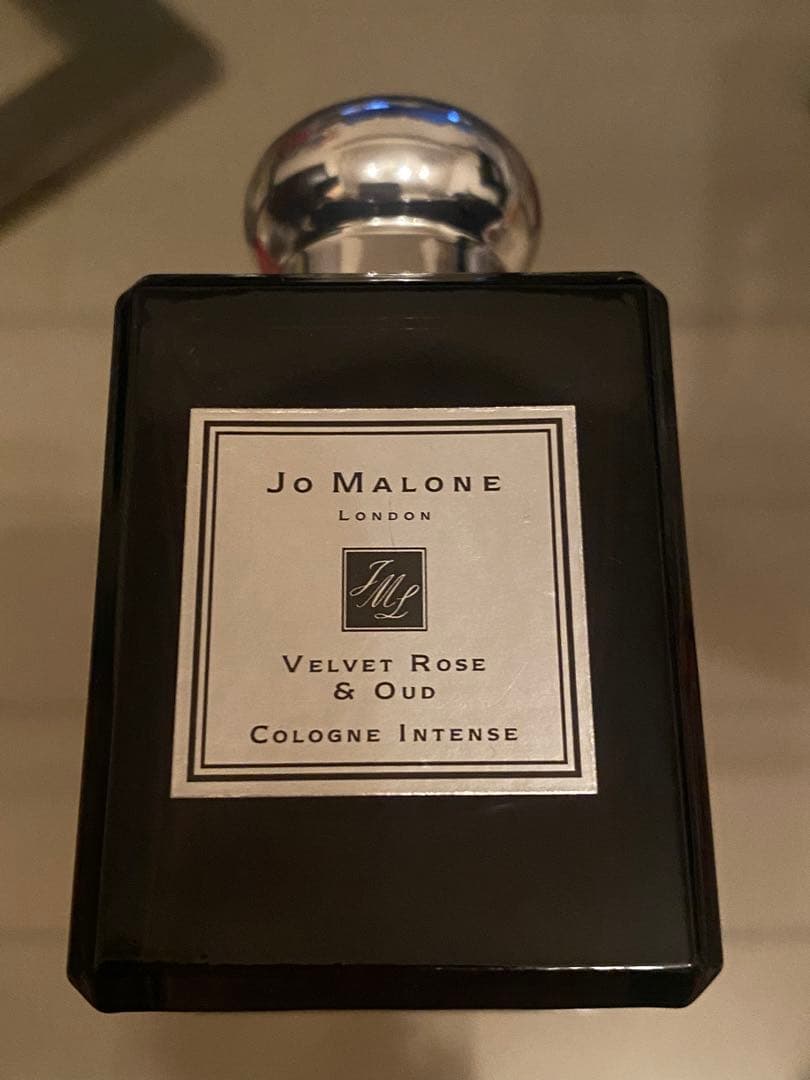 Jo Malone
London
JML
Velvet Rose
& Oud
Cologne Intense